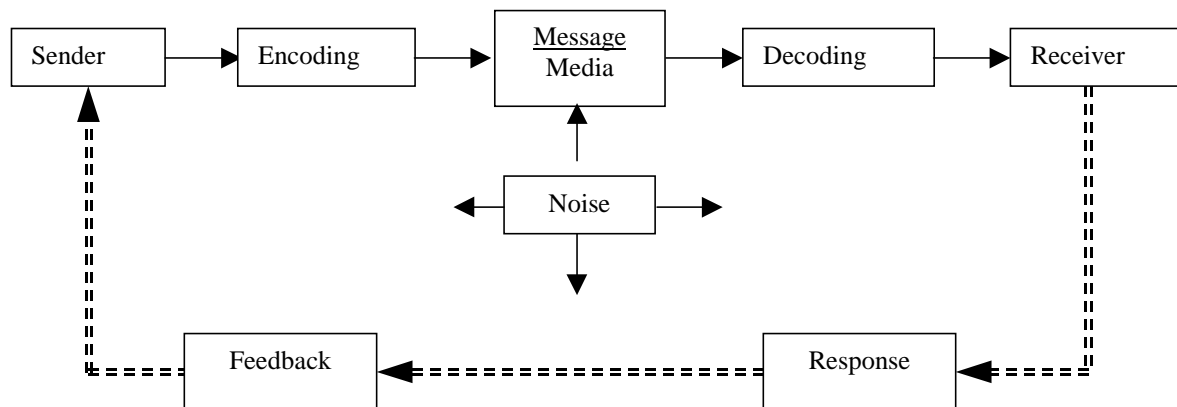 Sender
Encoding
Message
Media
Decoding
Receiver
Noise
Feedback
Response